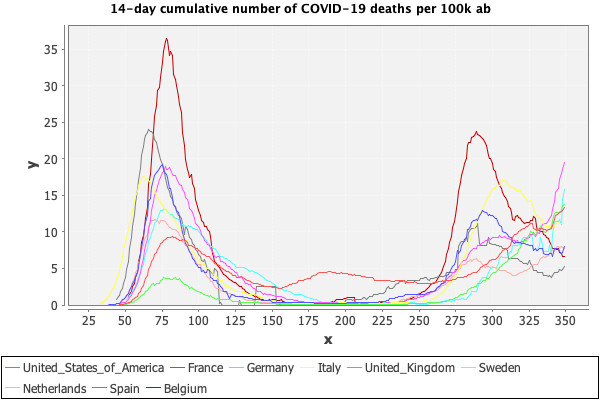 14-day cumulative number of COVID-19 deaths per 100k ab
35
30
25
20
15
10
5
0
y
25 50 75 100 125 150 175 200 225 250 275 300 325 350
x
United_States_of_America France Germany Italy United_Kingdom Sweden
Netherlands Spain Belgium